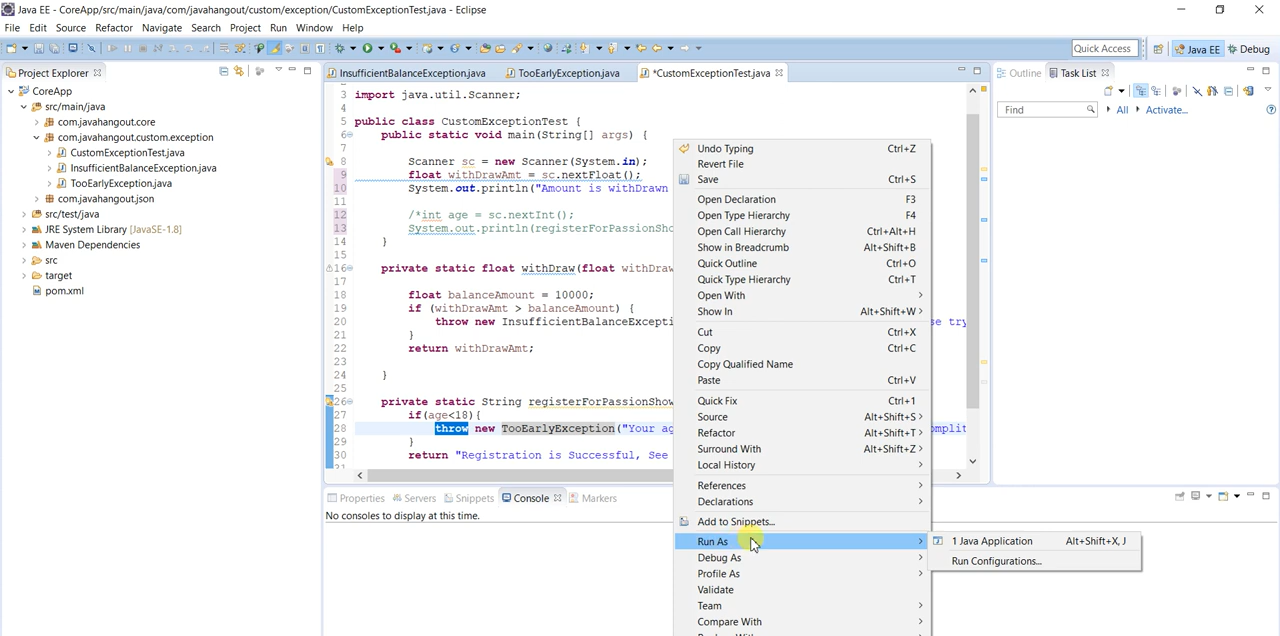 Java EE - CoreApp/src/main/java/com/javahangout/custom/exception/CustomExceptionTest.java - Eclipse
File Edit Source Refactor Navigate Search Project Run Window Help
Quick Access Java EE Debug
Project Explorer
CoreApp
src/main/java
com.javahangout.core
com.javahangout.custom.exception
CustomExceptionTest.java
InsufficientBalanceException.java
TooEarlyException.java
com.javahangout.json
src/test/java
JRE System Library [JavaSE-1.8]
Maven Dependencies
src
target
pom.xml
InsufficientBalanceException.java TooEarlyException.java *CustomExceptionTest.java
3 import java.util.Scanner;
4
5 public class CustomExceptionTest {
6 public static void main(String[] args) {
7
8 Scanner sc = new Scanner(System.in);
9 float withDrawAmt = sc.nextFloat();
10 System.out.println("Amount is withDrawn
11
12 /*int age = sc.nextInt();
13 System.out.println(registerForPassionSho
14 }
15
16 private static float withDraw(float withDraw
17
18 float balanceAmount = 10000;
19 if (withDrawAmt > balanceAmount) {
20 throw new InsufficientBalanceExcepti se try
21 }
22 return withDrawAmt;
23
24 }
25
26 private static String registerForPassionShow
27 if(age<18){
28 throw new TooEarlyException("Your ag omplit
29 }
30 return "Registration is Successful, See
31
Undo Typing Ctrl+Z
Revert File
Save Ctrl+S
Open Declaration F3
Open Type Hierarchy F4
Open Call Hierarchy Ctrl+Alt+H
Show in Breadcrumb Alt+Shift+B
Quick Outline Ctrl+O
Quick Type Hierarchy Ctrl+T
Open With
Show In Alt+Shift+W
Cut Ctrl+X
Copy Ctrl+C
Copy Qualified Name
Paste Ctrl+V
Quick Fix Ctrl+1
Source Alt+Shift+S
Refactor Alt+Shift+T
Surround With Alt+Shift+Z
Local History
References
Declarations
Add to Snippets...
Run As
Debug As
Profile As
Validate
Team
Compare With
1 Java Application Alt+Shift+X, J
Run Configurations...
Outline Task List
Find All Activate...
Properties Servers Snippets Console Markers
No consoles to display at this time.